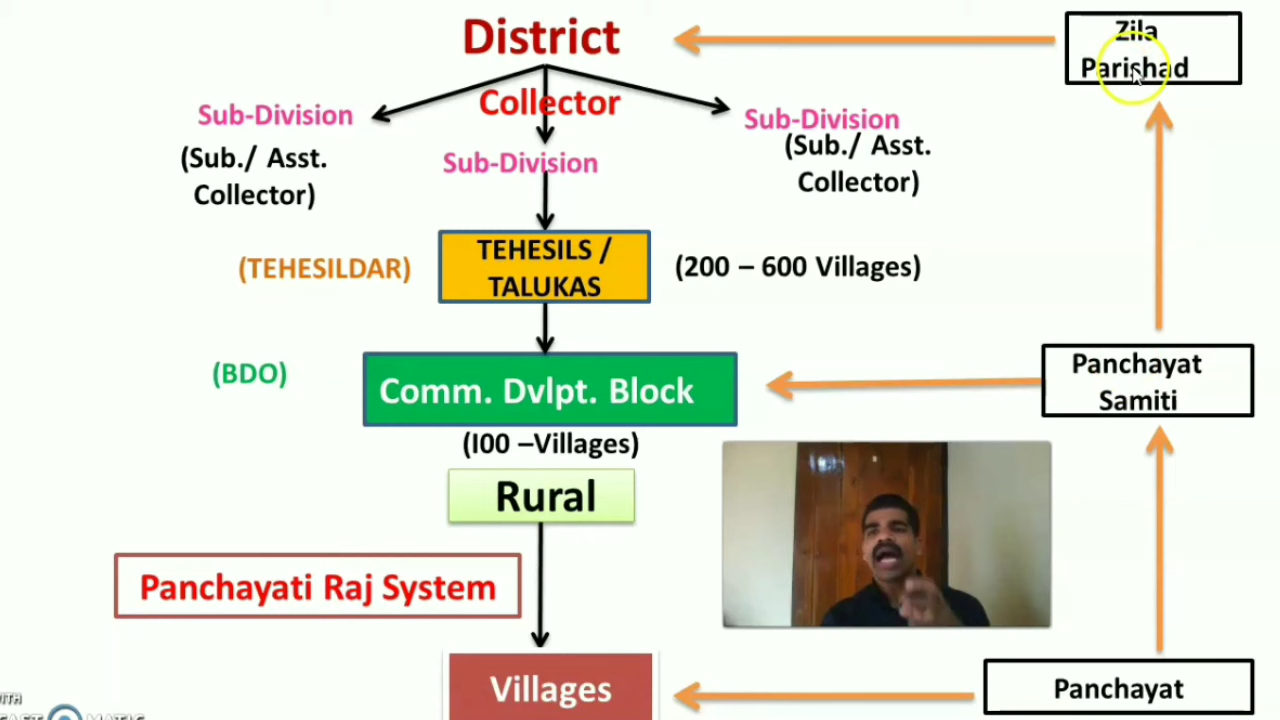 District
Zila
Parishad
Collector
Sub-Division
Sub-Division
Sub-Division
(Sub./ Asst.
Collector)
(Sub./ Asst.
Collector)
(TEHESILDAR)
TEHESILS /
TALUKAS
(200 – 600 Villages)
(BDO)
Comm. Dvlpt. Block
Panchayat
Samiti
(I00 –Villages)
Rural
Panchayati Raj System
Villages
Panchayat